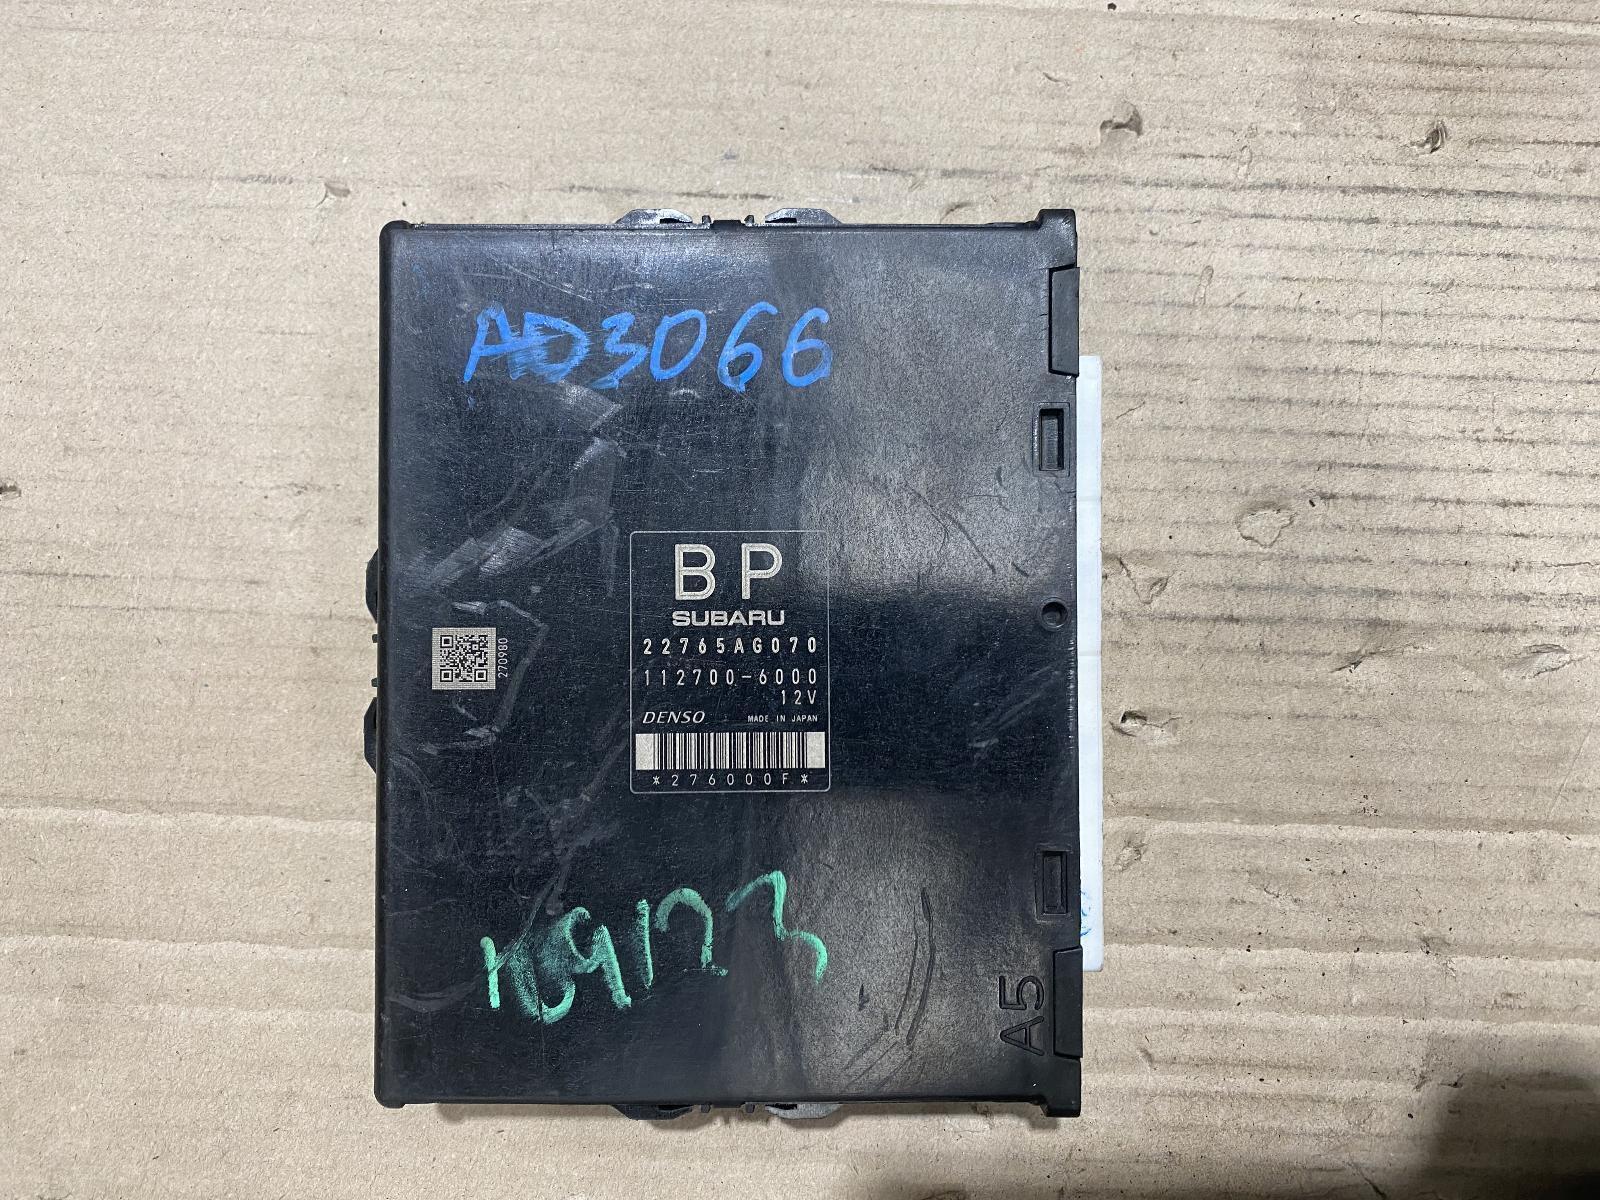 AD3066
BP
SUBARU
22765AG070
112700-6000
12V
DENSO MADE IN JAPAN
*276000F*
270980
A5